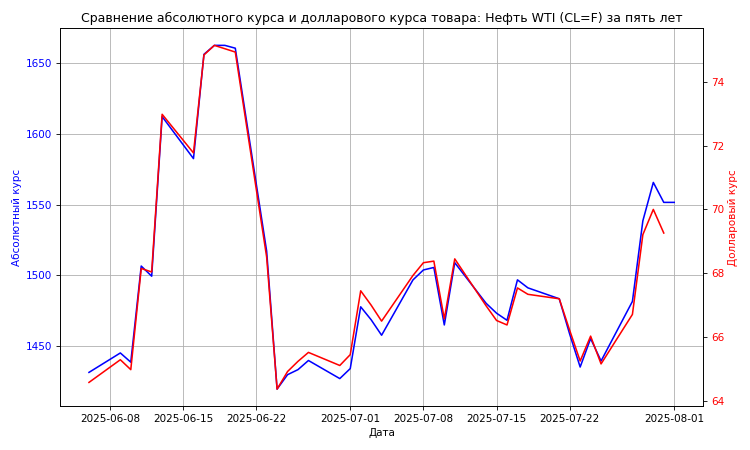 Сравнение абсолютного курса и долларового курса товара: Нефть WTI (CL=F) за пять лет
1650
1600
1550
1500
1450
Абсолютный курс
74
72
70
68
66
64
Долларовый курс
2025-06-08 2025-06-15 2025-06-22 2025-07-01 2025-07-08 2025-07-15 2025-07-22 2025-08-01
Дата